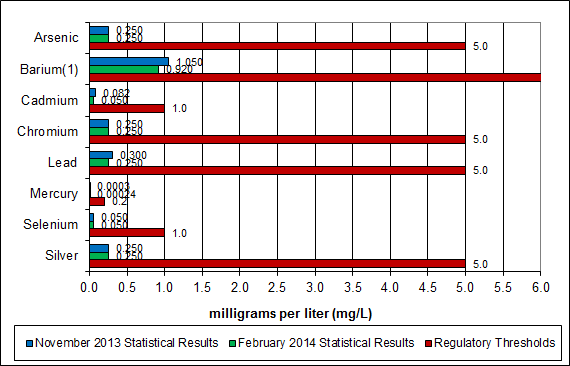 Arsenic
0.250
0.250
5.0
Barium(1)
1.050
0.920
Cadmium
0.082
0.050
1.0
Chromium
0.250
0.250
5.0
Lead
0.300
0.250
5.0
Mercury
0.0003
0.00024
0.2
Selenium
0.050
0.050
1.0
Silver
0.250
0.250
5.0
0.0 0.5 1.0 1.5 2.0 2.5 3.0 3.5 4.0 4.5 5.0 5.5 6.0
milligrams per liter (mg/L)
November 2013 Statistical Results February 2014 Statistical Results Regulatory Thresholds